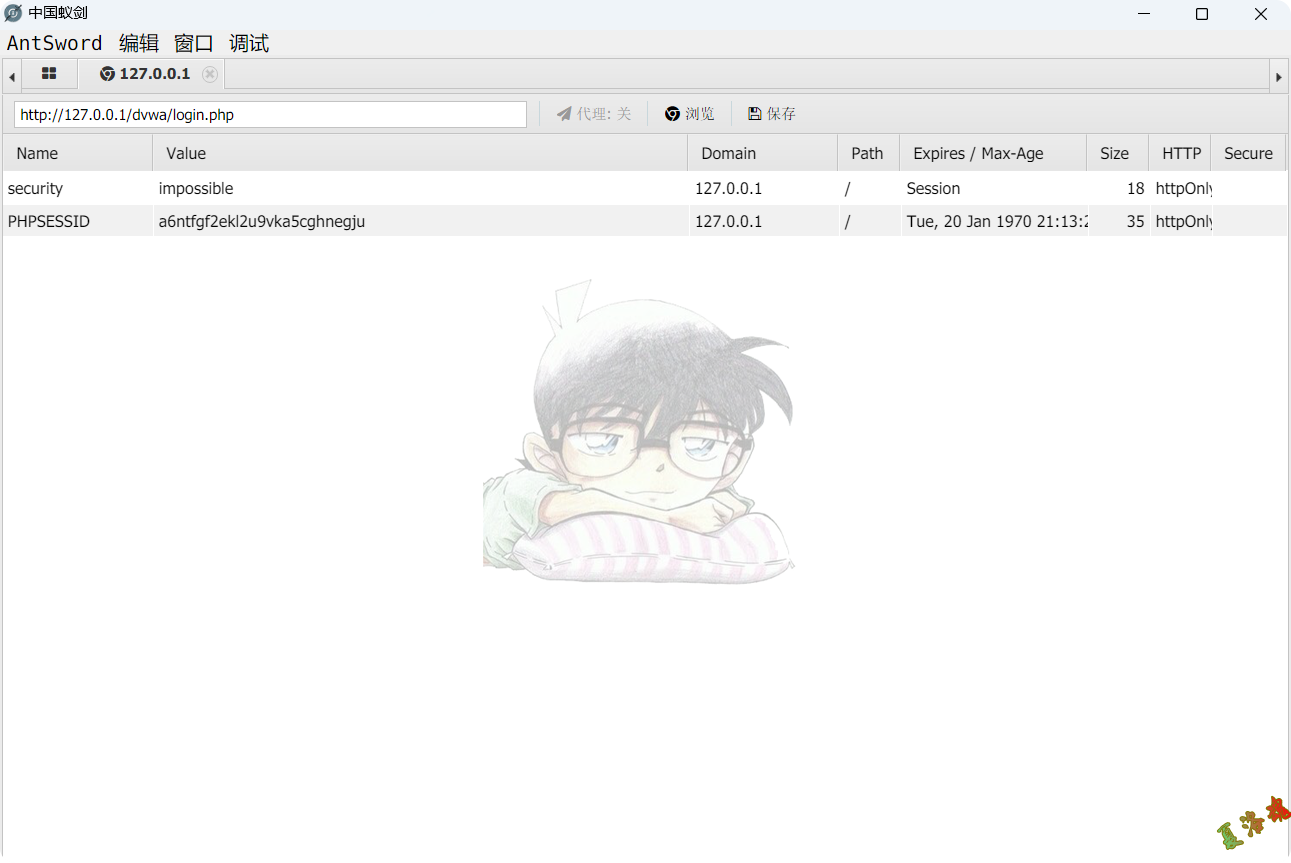 中国蚁剑
AntSword 编辑 窗口 调试
127.0.0.1
http://127.0.0.1/dvwa/login.php 代理: 关 浏览 保存
Name Value Domain Path Expires / Max-Age Size HTTP Secure
security impossible 127.0.0.1 / Session 18 httpOnly
PHPSESSID a6ntfgf2ekl2u9vka5cghnegju 127.0.0.1 / Tue, 20 Jan 1970 21:13:2 35 httpOnly